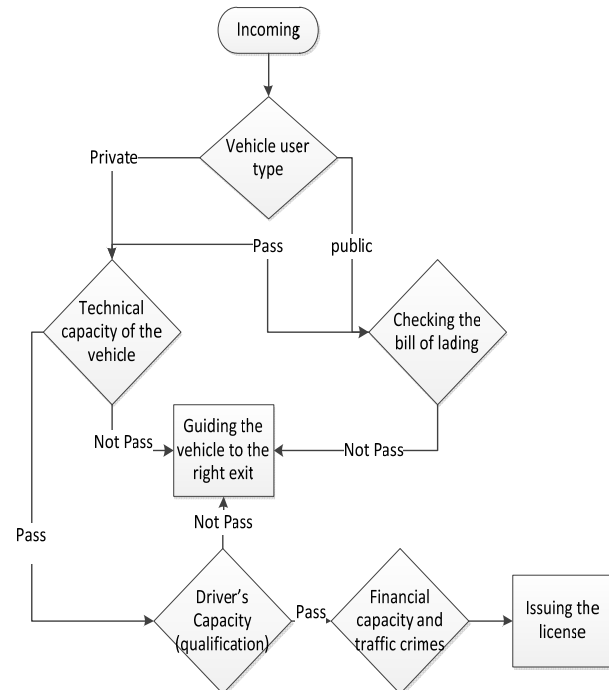 Incoming
Vehicle user
type
Private
Pass
public
Technical
capacity of the
vehicle
Checking the
bill of lading
Guiding the
vehicle to the
right exit
Not Pass
Not Pass
Not Pass
Pass
Driver's
Capacity
(qualification)
Pass
Financial
capacity and
traffic crimes
Issuing the
license